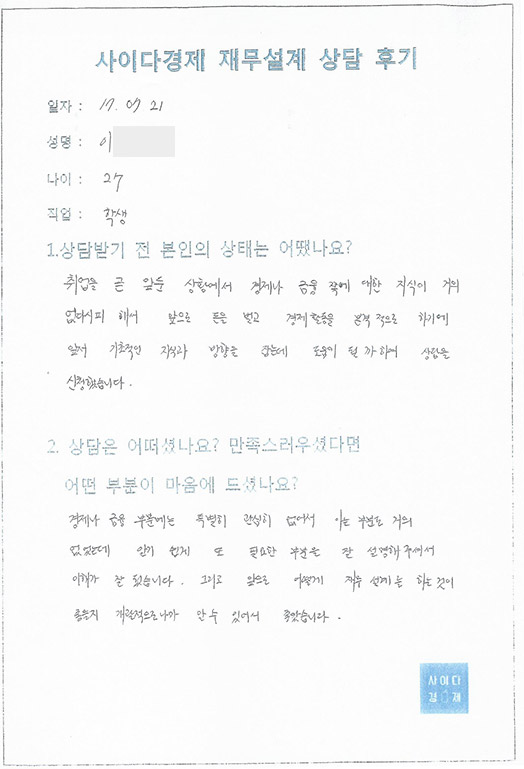 사이다경제 재무설계 상담 후기
일자 : 17. 07 21
성명 : 이
나이 : 27
직업 : 학생
1.상담받기 전 본인의 상태는 어땠나요?
취업을 곧 앞둔 상황에서 경제나 금융 쪽에 대한 지식이 거의
없다시피 해서 앞으로 돈을 벌고 경제활동을 본격적으로 하기에
앞서 기초적인 지식과 방향을 잡는데 도움이 될까 하여 상담을
신청했습니다.
2. 상담은 어떠셨나요? 만족스러우셨다면
어떤 부분이 마음에 드셨나요?
경제나 금융 부분에는 특별히 관심히 없어서 아는 부분도 거의
없었는데 알기 쉽게 또 필요한 부분을 잘 설명해주셔서
이해가 잘 됐습니다. 그리고 앞으로 어떻게 재무 설계를 하는것이
옳은지 개괄적으로나마 알 수 있어서 좋았습니다.
사이다
경제